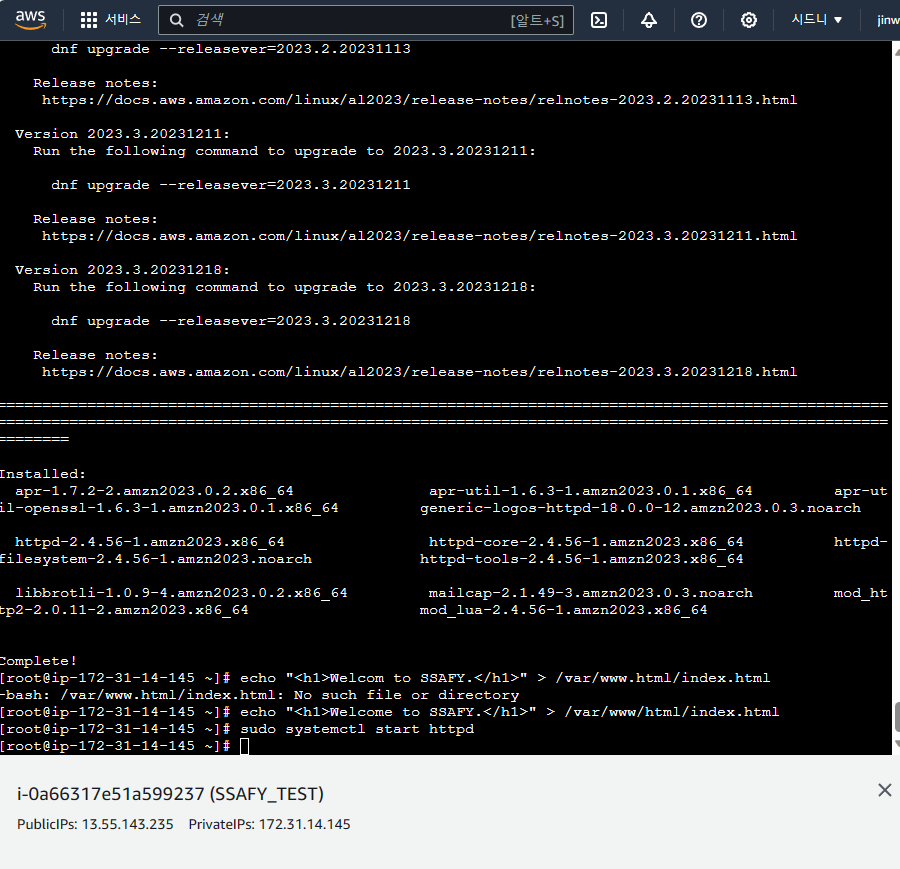 aws 서비스 검색 [알트+S] 시드니 ▼ jinw
dnf upgrade --releasever=2023.2.20231113
Release notes:
https://docs.aws.amazon.com/linux/al2023/release-notes/relnotes-2023.2.20231113.html
Version 2023.3.20231211:
Run the following command to upgrade to 2023.3.20231211:
dnf upgrade --releasever=2023.3.20231211
Release notes:
https://docs.aws.amazon.com/linux/al2023/release-notes/relnotes-2023.3.20231211.html
Version 2023.3.20231218:
Run the following command to upgrade to 2023.3.20231218:
dnf upgrade --releasever=2023.3.20231218
Release notes:
https://docs.aws.amazon.com/linux/al2023/release-notes/relnotes-2023.3.20231218.html
===================================================================================================
===================================================================================================
========
Installed:
apr-1.7.2-2.amzn2023.0.2.x86_64 apr-util-1.6.3-1.amzn2023.0.1.x86_64 apr-ut
il-openssl-1.6.3-1.amzn2023.0.1.x86_64 generic-logos-httpd-18.0.0-12.amzn2023.0.3.noarch
httpd-2.4.56-1.amzn2023.x86_64 httpd-core-2.4.56-1.amzn2023.x86_64 httpd-
filesystem-2.4.56-1.amzn2023.noarch httpd-tools-2.4.56-1.amzn2023.x86_64
libbrotli-1.0.9-4.amzn2023.0.2.x86_64 mailcap-2.1.49-3.amzn2023.0.3.noarch mod_ht
tp2-2.0.11-2.amzn2023.x86_64 mod_lua-2.4.56-1.amzn2023.x86_64
Complete!
[root@ip-172-31-14-145 ~]# echo "<h1>Welcom to SSAFY.</h1>" > /var/www.html/index.html
-bash: /var/www.html/index.html: No such file or directory
[root@ip-172-31-14-145 ~]# echo "<h1>Welcome to SSAFY.</h1>" > /var/www/html/index.html
[root@ip-172-31-14-145 ~]# sudo systemctl start httpd
[root@ip-172-31-14-145 ~]#
i-0a66317e51a599237 (SSAFY_TEST)
PublicIPs: 13.55.143.235 PrivateIPs: 172.31.14.145